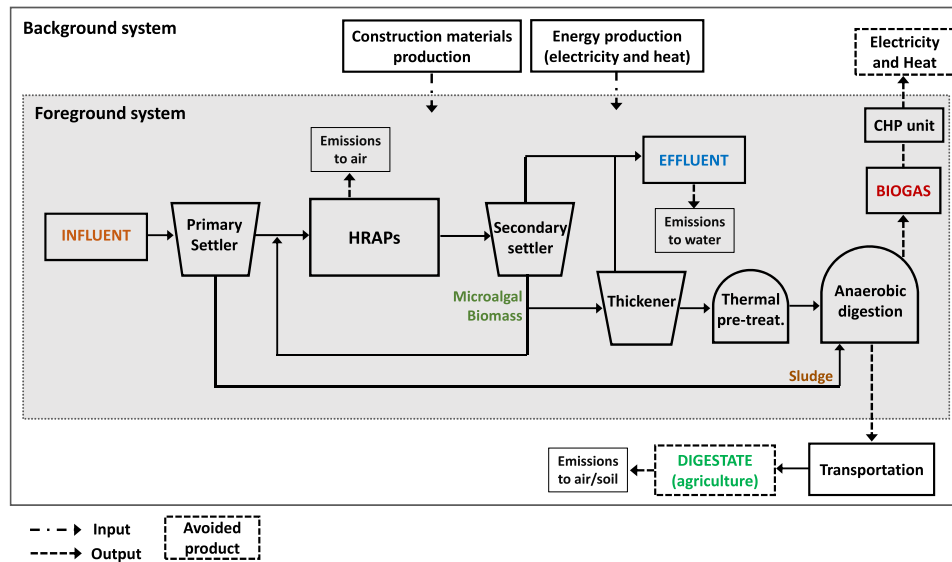 Background system
Construction materials
production
Energy production
(electricity and heat)
Electricity
and Heat
Foreground system
CHP unit
Emissions
to air
EFFLUENT
BIOGAS
INFLUENT
Primary
Settler
HRAPs
Secondary
settler
Emissions
to water
Microalgal
Biomass
Thickener
Thermal
pre-treat.
Anaerobic
digestion
Sludge
Emissions
to air/soil
DIGESTATE
(agriculture)
Transportation
Input
Output
Avoided
product